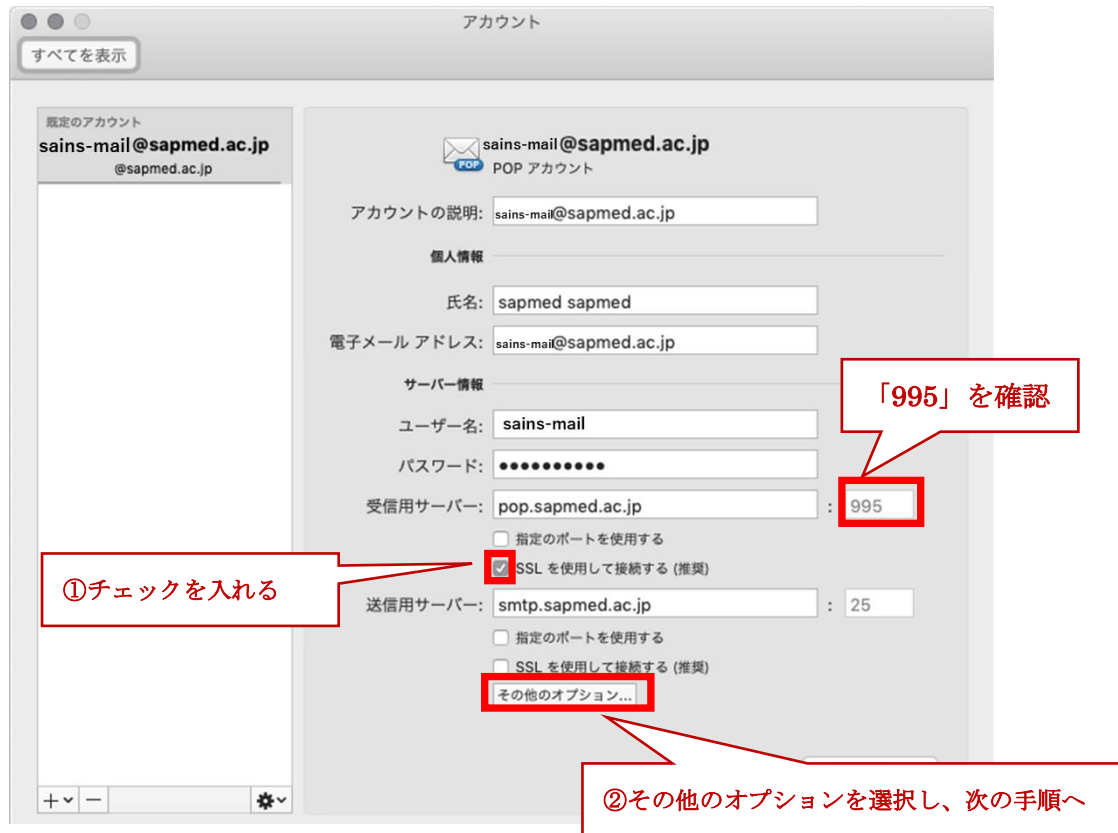 アカウント
すべてを表示
既定のアカウント
sains-mail@sapmed.ac.jp
@sapmed.ac.jp
sains-mail@sapmed.ac.jp
POP
POP アカウント
アカウントの説明: sains-mail@sapmed.ac.jp
個人情報
氏名: sapmed sapmed
電子メール アドレス: sains-mail@sapmed.ac.jp
サーバー情報
「995」を確認
ユーザー名: sains-mail
パスワード: ●●●●●●●●●●
受信用サーバー: pop.sapmed.ac.jp : 995
指定のポートを使用する
SSL を使用して接続する (推奨)
①チェックを入れる
送信用サーバー: smtp.sapmed.ac.jp : 25
指定のポートを使用する
SSL を使用して接続する (推奨)
その他のオプション...
②その他のオプションを選択し、次の手順へ